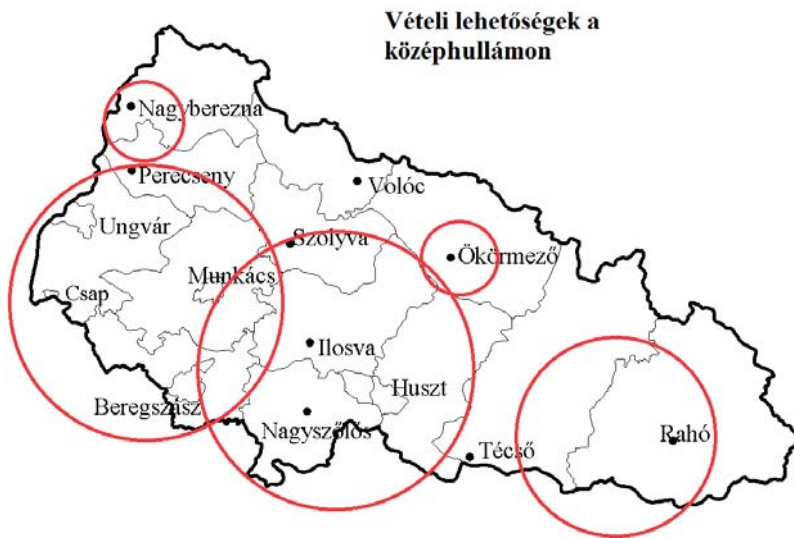 Vételi lehetőségek a
középhullámon
Nagyberezna
Perecseny
Volóc
Ungvár
Szolyva
Ökörmező
Munkács
Csap
Ilosva
Huszt
Beregszász
Nagyszőlős
Rahó
Técső